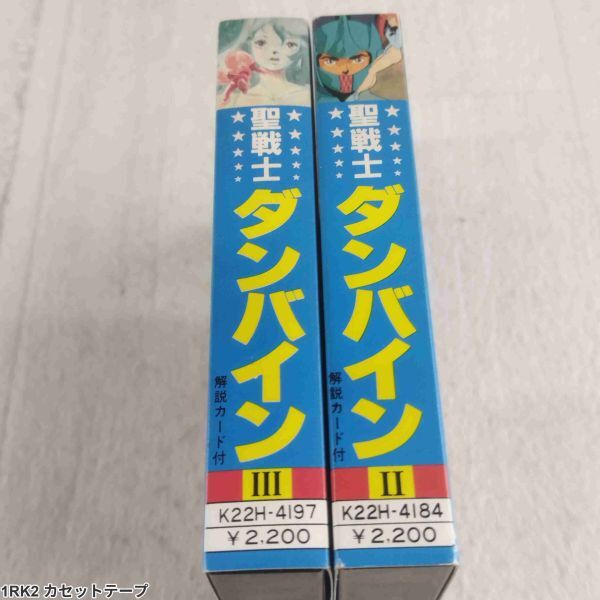 聖戦士
ダンバイン
解説カード付
III
K22H-4197
¥2.200
聖戦士
ダンバイン
解説カード付
II
K22H-4184
¥2.200
1RK2 カセットテープ